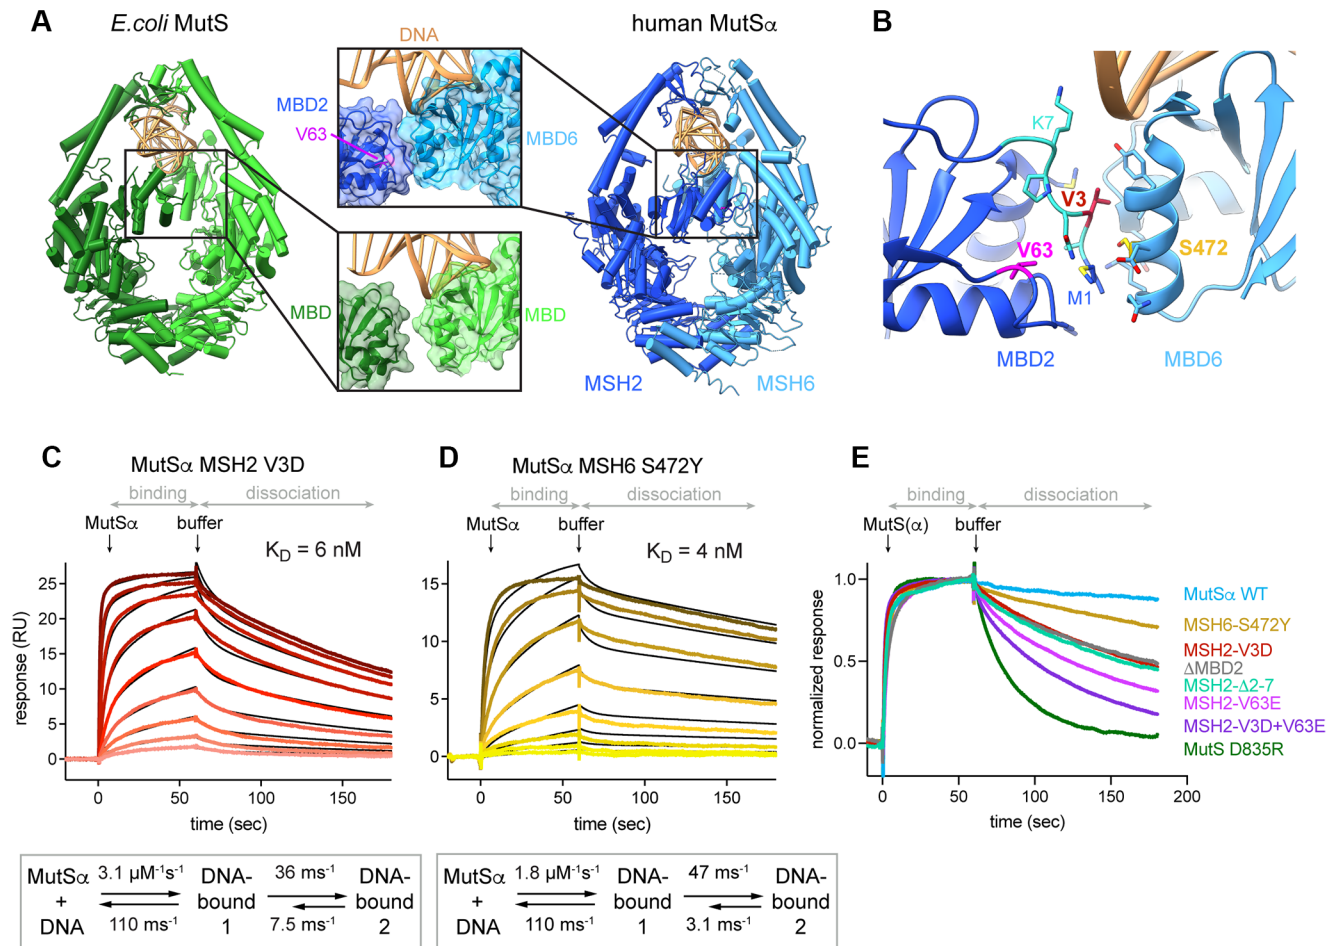 A
E.coli MutS
human MutSα
B
DNA
MBD2
V63
MBD6
MBD
MBD
MSH2
MSH6
K7
V3
V63
S472
M1
MBD2
MBD6
C
MutSα MSH2 V3D
binding
dissociation
MutSα
buffer
K_D = 6 nM
response (RU)
25
20
15
10
5
0
0
50
100
150
time (sec)
MutSα
+
DNA
3.1 µM⁻¹s⁻¹
110 ms⁻¹
DNA-
bound
1
36 ms⁻¹
7.5 ms⁻¹
DNA-
bound
2
D
MutSα MSH6 S472Y
binding
dissociation
MutSα
buffer
K_D = 4 nM
15
10
5
0
0
50
100
150
time (sec)
MutSα
+
DNA
1.8 µM⁻¹s⁻¹
110 ms⁻¹
DNA-
bound
1
47 ms⁻¹
3.1 ms⁻¹
DNA-
bound
2
E
binding
dissociation
MutS(α)
buffer
normalized response
1.0
0.5
0.0
0
50
100
150
200
time (sec)
MutSα WT
MSH6-S472Y
MSH2-V3D
ΔMBD2
MSH2-Δ2-7
MSH2-V63E
MSH2-V3D+V63E
MutS D835R